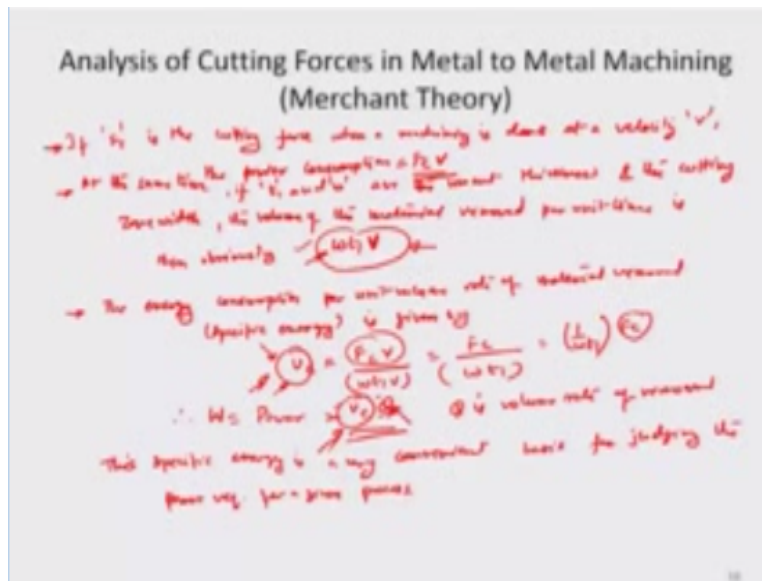 Analysis of Cutting Forces in Metal to Metal Machining
(Merchant Theory)
→ If 'Fc' is the cutting force when a machining is done at a velocity 'V',
the power consumption = Fc V
→ At the same time, if 't1 and w' are the uncut thickness & the cutting
zone width, the volume of the material removed per unit time is
then obviously wt1 V
→ The energy consumption per unit volume rate of material removed
(specific energy) is given by
Uc = Fc V / (wt1 V) = Fc / (wt1) = (1/wt1) Fc
∴ W = Power = Uc Q Q is volume rate of removal
This specific energy is a very convenient basis for judging the
power req. for a given process